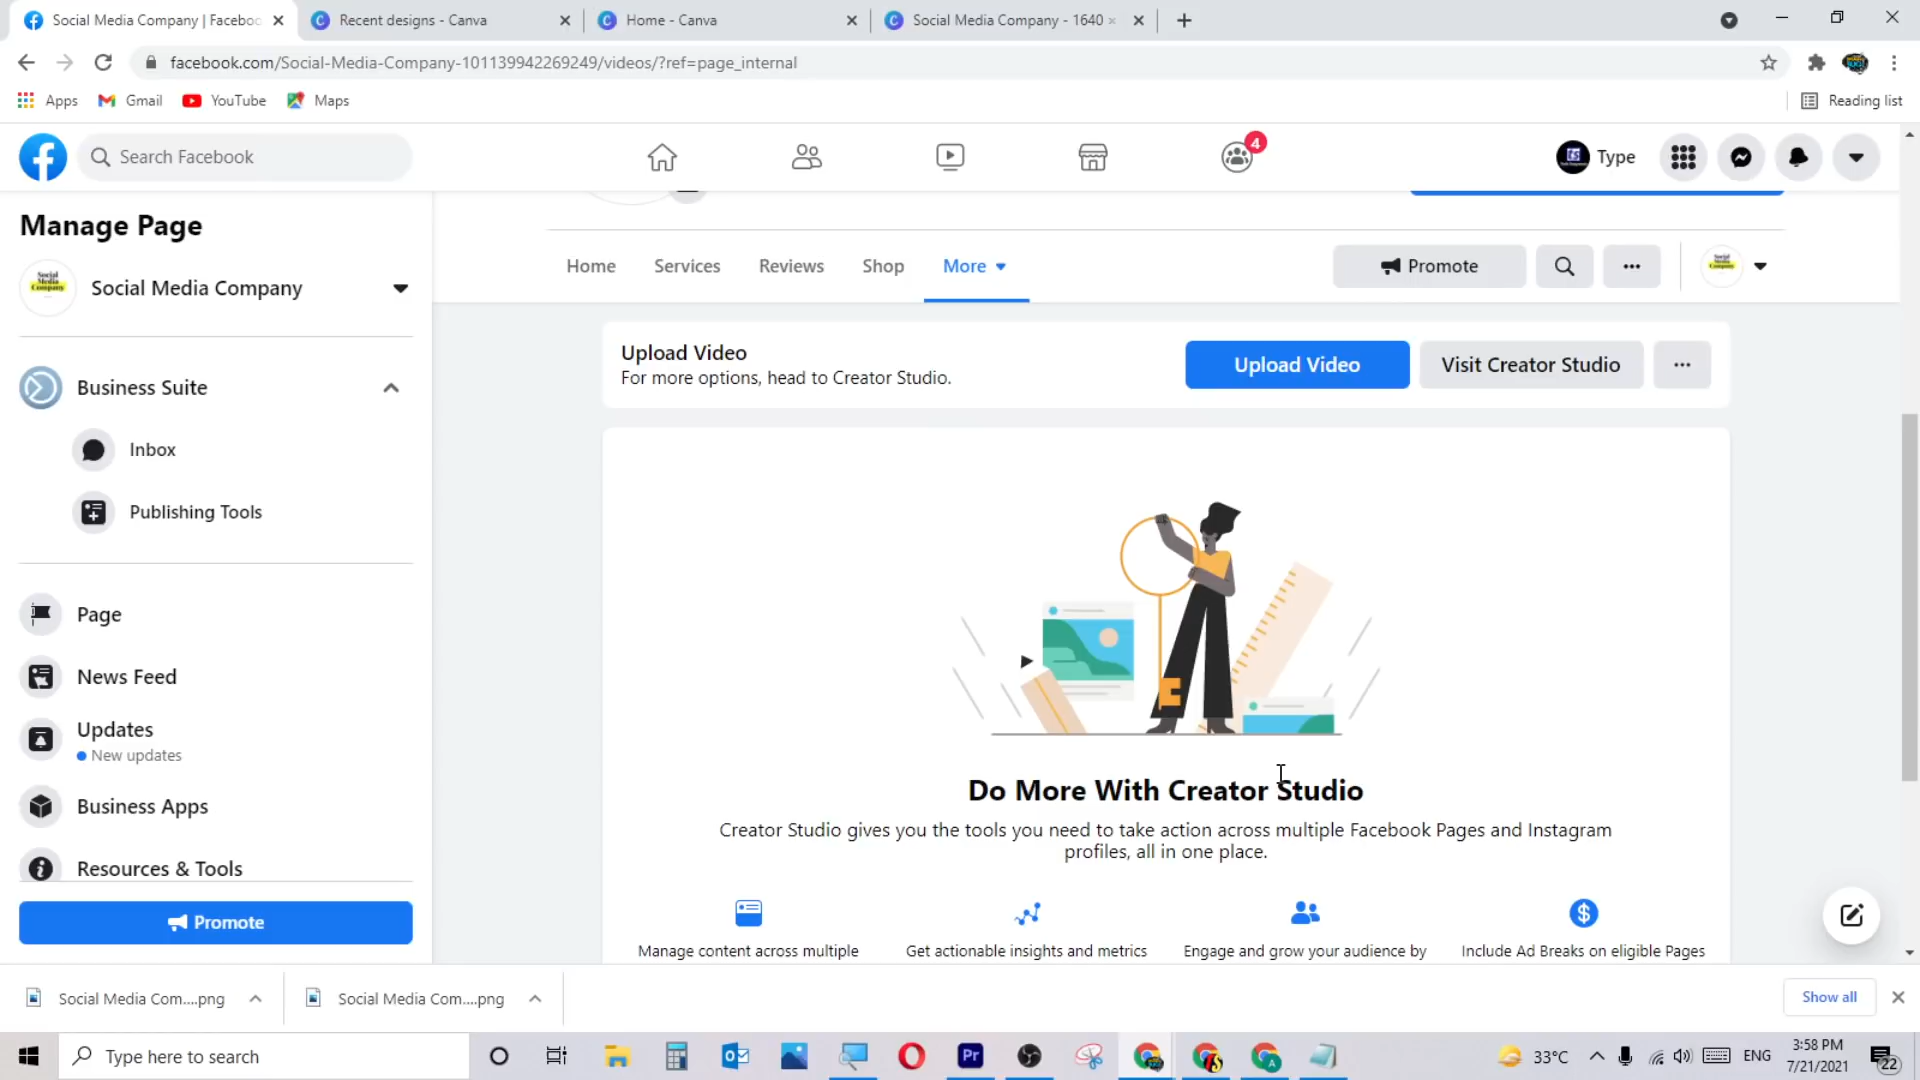 Social Media Company | Faceboo
Recent designs - Canva
Home - Canva
Social Media Company - 1640
facebook.com/Social-Media-Company-101139942269249/videos/?ref=page_internal
Apps
Gmail
YouTube
Maps
Reading list
Search Facebook
4
Type
Manage Page
Social Media Company
Business Suite
Inbox
Publishing Tools
Page
News Feed
Updates
New updates
Business Apps
Resources & Tools
Promote
Home
Services
Reviews
Shop
More
Promote
Upload Video
For more options, head to Creator Studio.
Upload Video
Visit Creator Studio
Do More With Creator Studio
Creator Studio gives you the tools you need to take action across multiple Facebook Pages and Instagram
profiles, all in one place.
Manage content across multiple
Get actionable insights and metrics
Engage and grow your audience by
Include Ad Breaks on eligible Pages
Social Media Com....png
Social Media Com....png
Show all
Type here to search
Pr
33°C
ENG
3:58 PM
7/21/2021
22